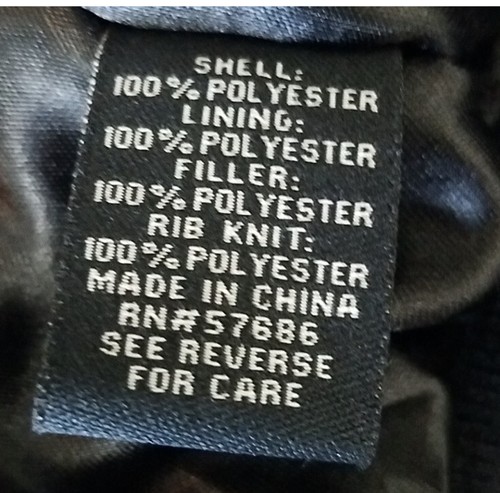 SHELL:
100% POLYESTER
LINING:
100% POLYESTER
FILLER:
100% POLYESTER
RIB KNIT:
100% POLYESTER
MADE IN CHINA
RN#57686
SEE REVERSE
FOR CARE